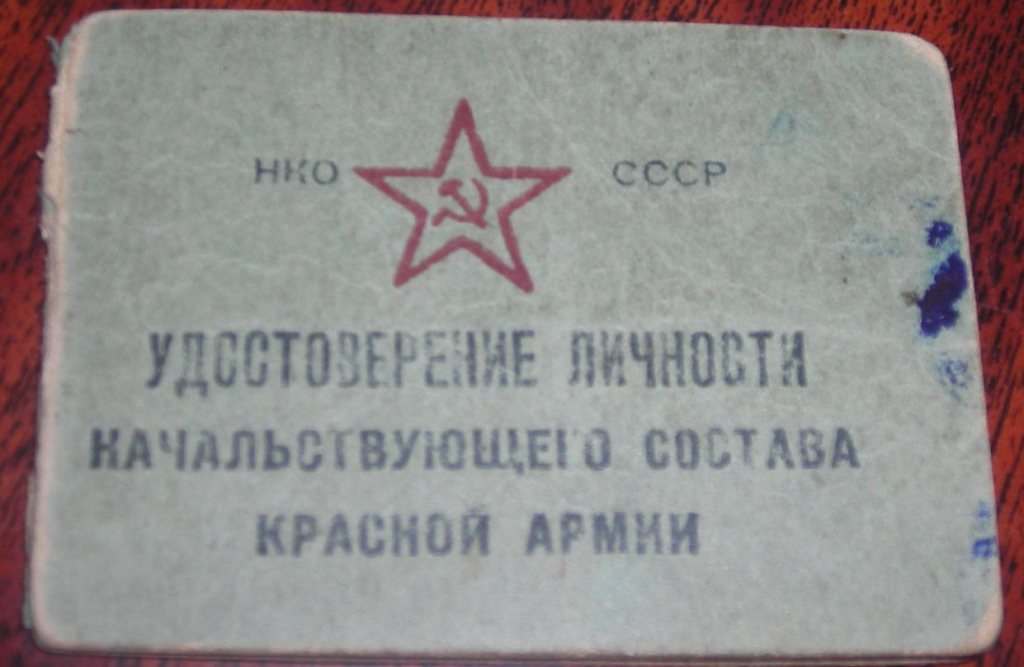 НКО СССР
УДОСТОВЕРЕНИЕ ЛИЧНОСТИ
НАЧАЛЬСТВУЮЩЕГО СОСТАВА
КРАСНОЙ АРМИИ